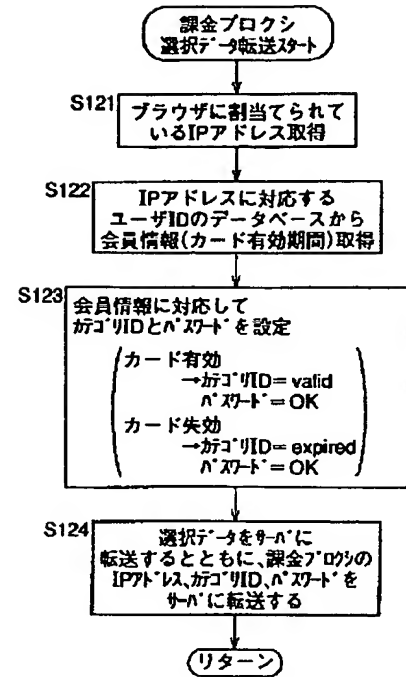 課金プロクシ
選択データ転送スタート
S121
ブラウザに割当てられて
いるIPアドレス取得
S122
IPアドレスに対応する
ユーザIDのデータベースから
会員情報(カード有効期間)取得
S123
会員情報に対応して
カテゴリIDとパスワードを設定
カード有効
→カテゴリID=valid
パスワード=OK
カード失効
→カテゴリID=expired
パスワード=OK
S124
選択データをサーバに
転送するとともに、課金プロクシの
IPアドレス、カテゴリID、パスワードを
サーバに転送する
リターン